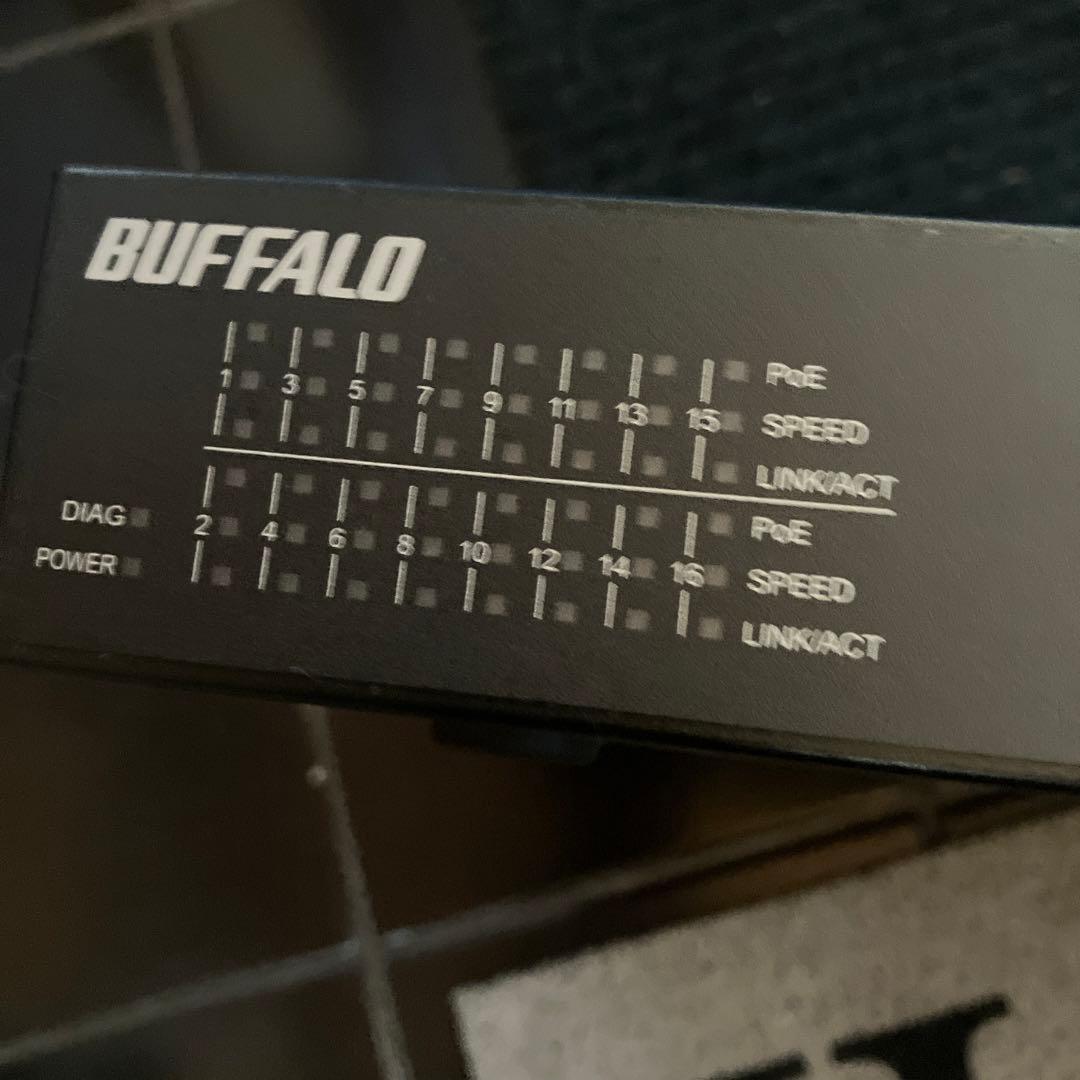 BUFFALO
PoE
1 3 5 7 9 11 13 15 SPEED
LINK/ACT
PoE
DIAG 2 4 6 8 10 12 14 16 SPEED
POWER
LINK/ACT